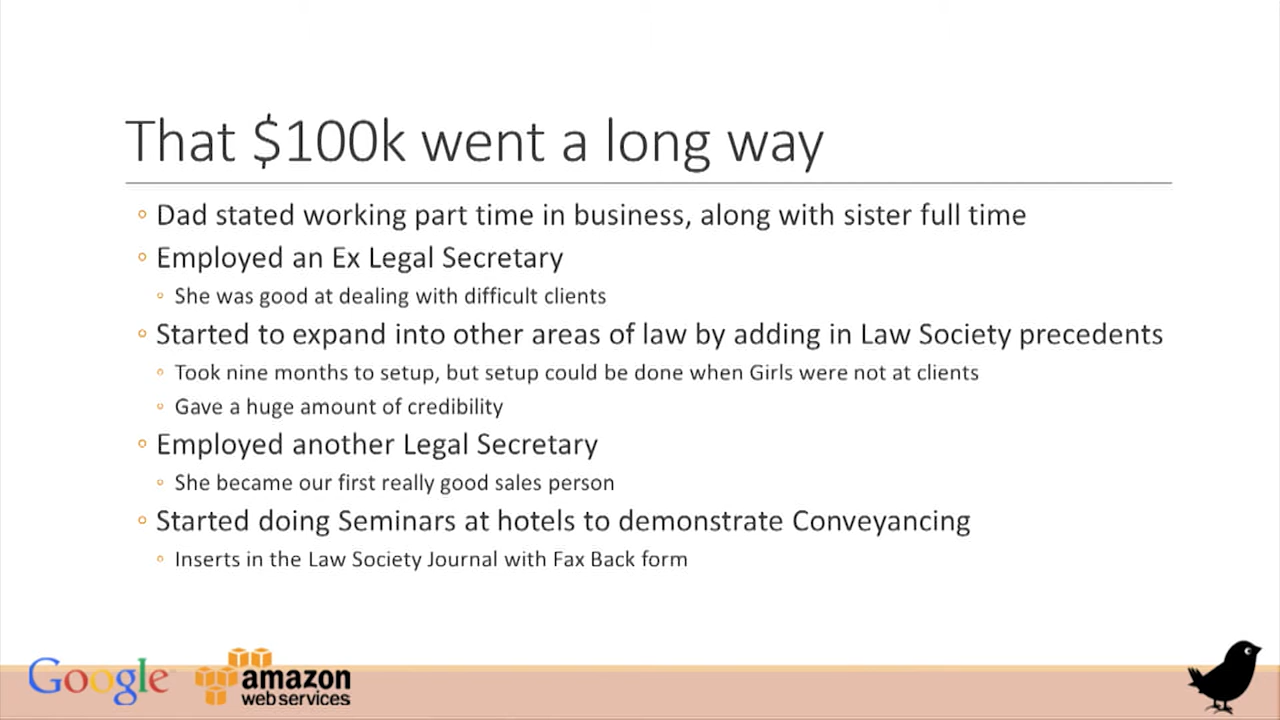 That $100k went a long way
Dad stated working part time in business, along with sister full time
Employed an Ex Legal Secretary
She was good at dealing with difficult clients
Started to expand into other areas of law by adding in Law Society precedents
Took nine months to setup, but setup could be done when Girls were not at clients
Gave a huge amount of credibility
Employed another Legal Secretary
She became our first really good sales person
Started doing Seminars at hotels to demonstrate Conveyancing
Inserts in the Law Society Journal with Fax Back form
Google
amazon
web services